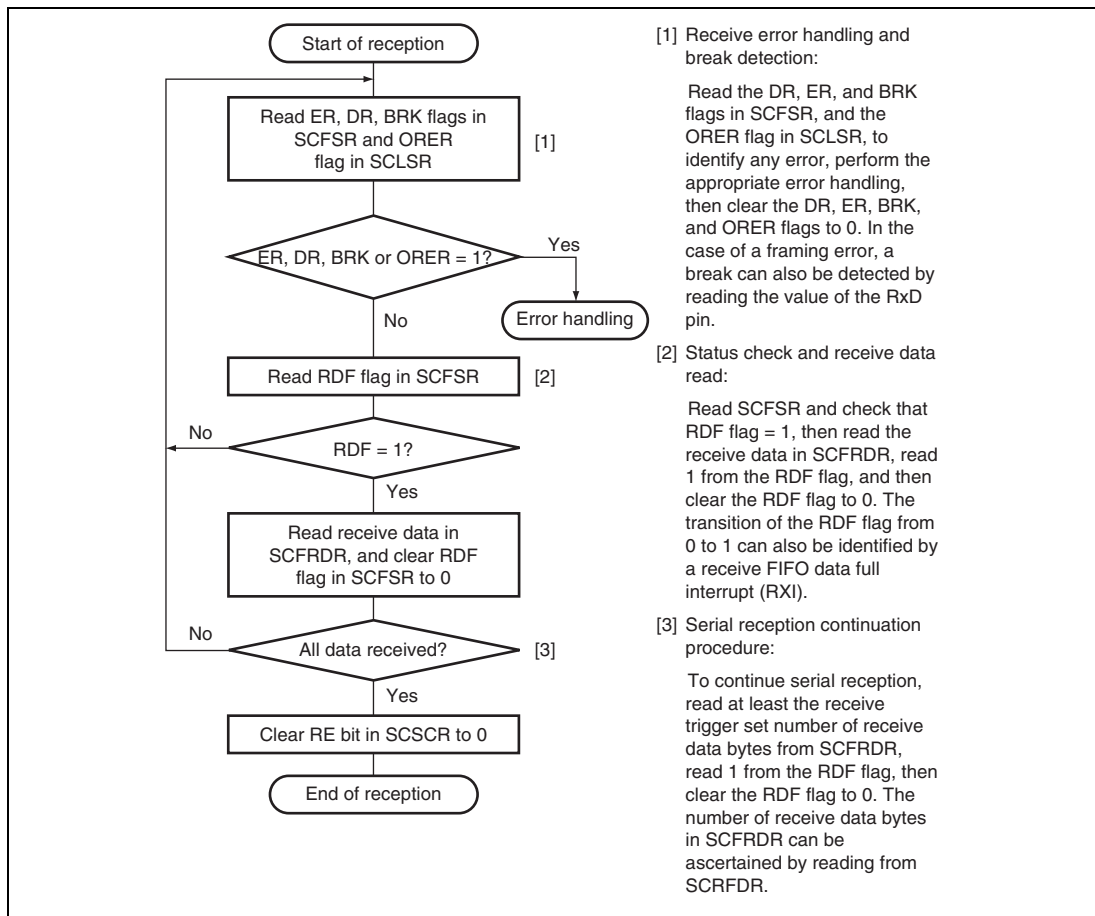 Start of reception
Read ER, DR, BRK flags in
SCFSR and ORER
flag in SCLSR
[1]
ER, DR, BRK or ORER = 1?
Yes
Error handling
No
Read RDF flag in SCFSR
[2]
No
RDF = 1?
Yes
Read receive data in
SCFRDR, and clear RDF
flag in SCFSR to 0
No
All data received?
[3]
Yes
Clear RE bit in SCSCR to 0
End of reception
[1] Receive error handling and
break detection:
Read the DR, ER, and BRK
flags in SCFSR, and the
ORER flag in SCLSR, to
identify any error, perform the
appropriate error handling,
then clear the DR, ER, BRK,
and ORER flags to 0. In the
case of a framing error, a
break can also be detected by
reading the value of the RxD
pin.
[2] Status check and receive data
read:
Read SCFSR and check that
RDF flag = 1, then read the
receive data in SCFRDR, read
1 from the RDF flag, and then
clear the RDF flag to 0. The
transition of the RDF flag from
0 to 1 can also be identified by
a receive FIFO data full
interrupt (RXI).
[3] Serial reception continuation
procedure:
To continue serial reception,
read at least the receive
trigger set number of receive
data bytes from SCFRDR,
read 1 from the RDF flag, then
clear the RDF flag to 0. The
number of receive data bytes
in SCFRDR can be
ascertained by reading from
SCRFDR.